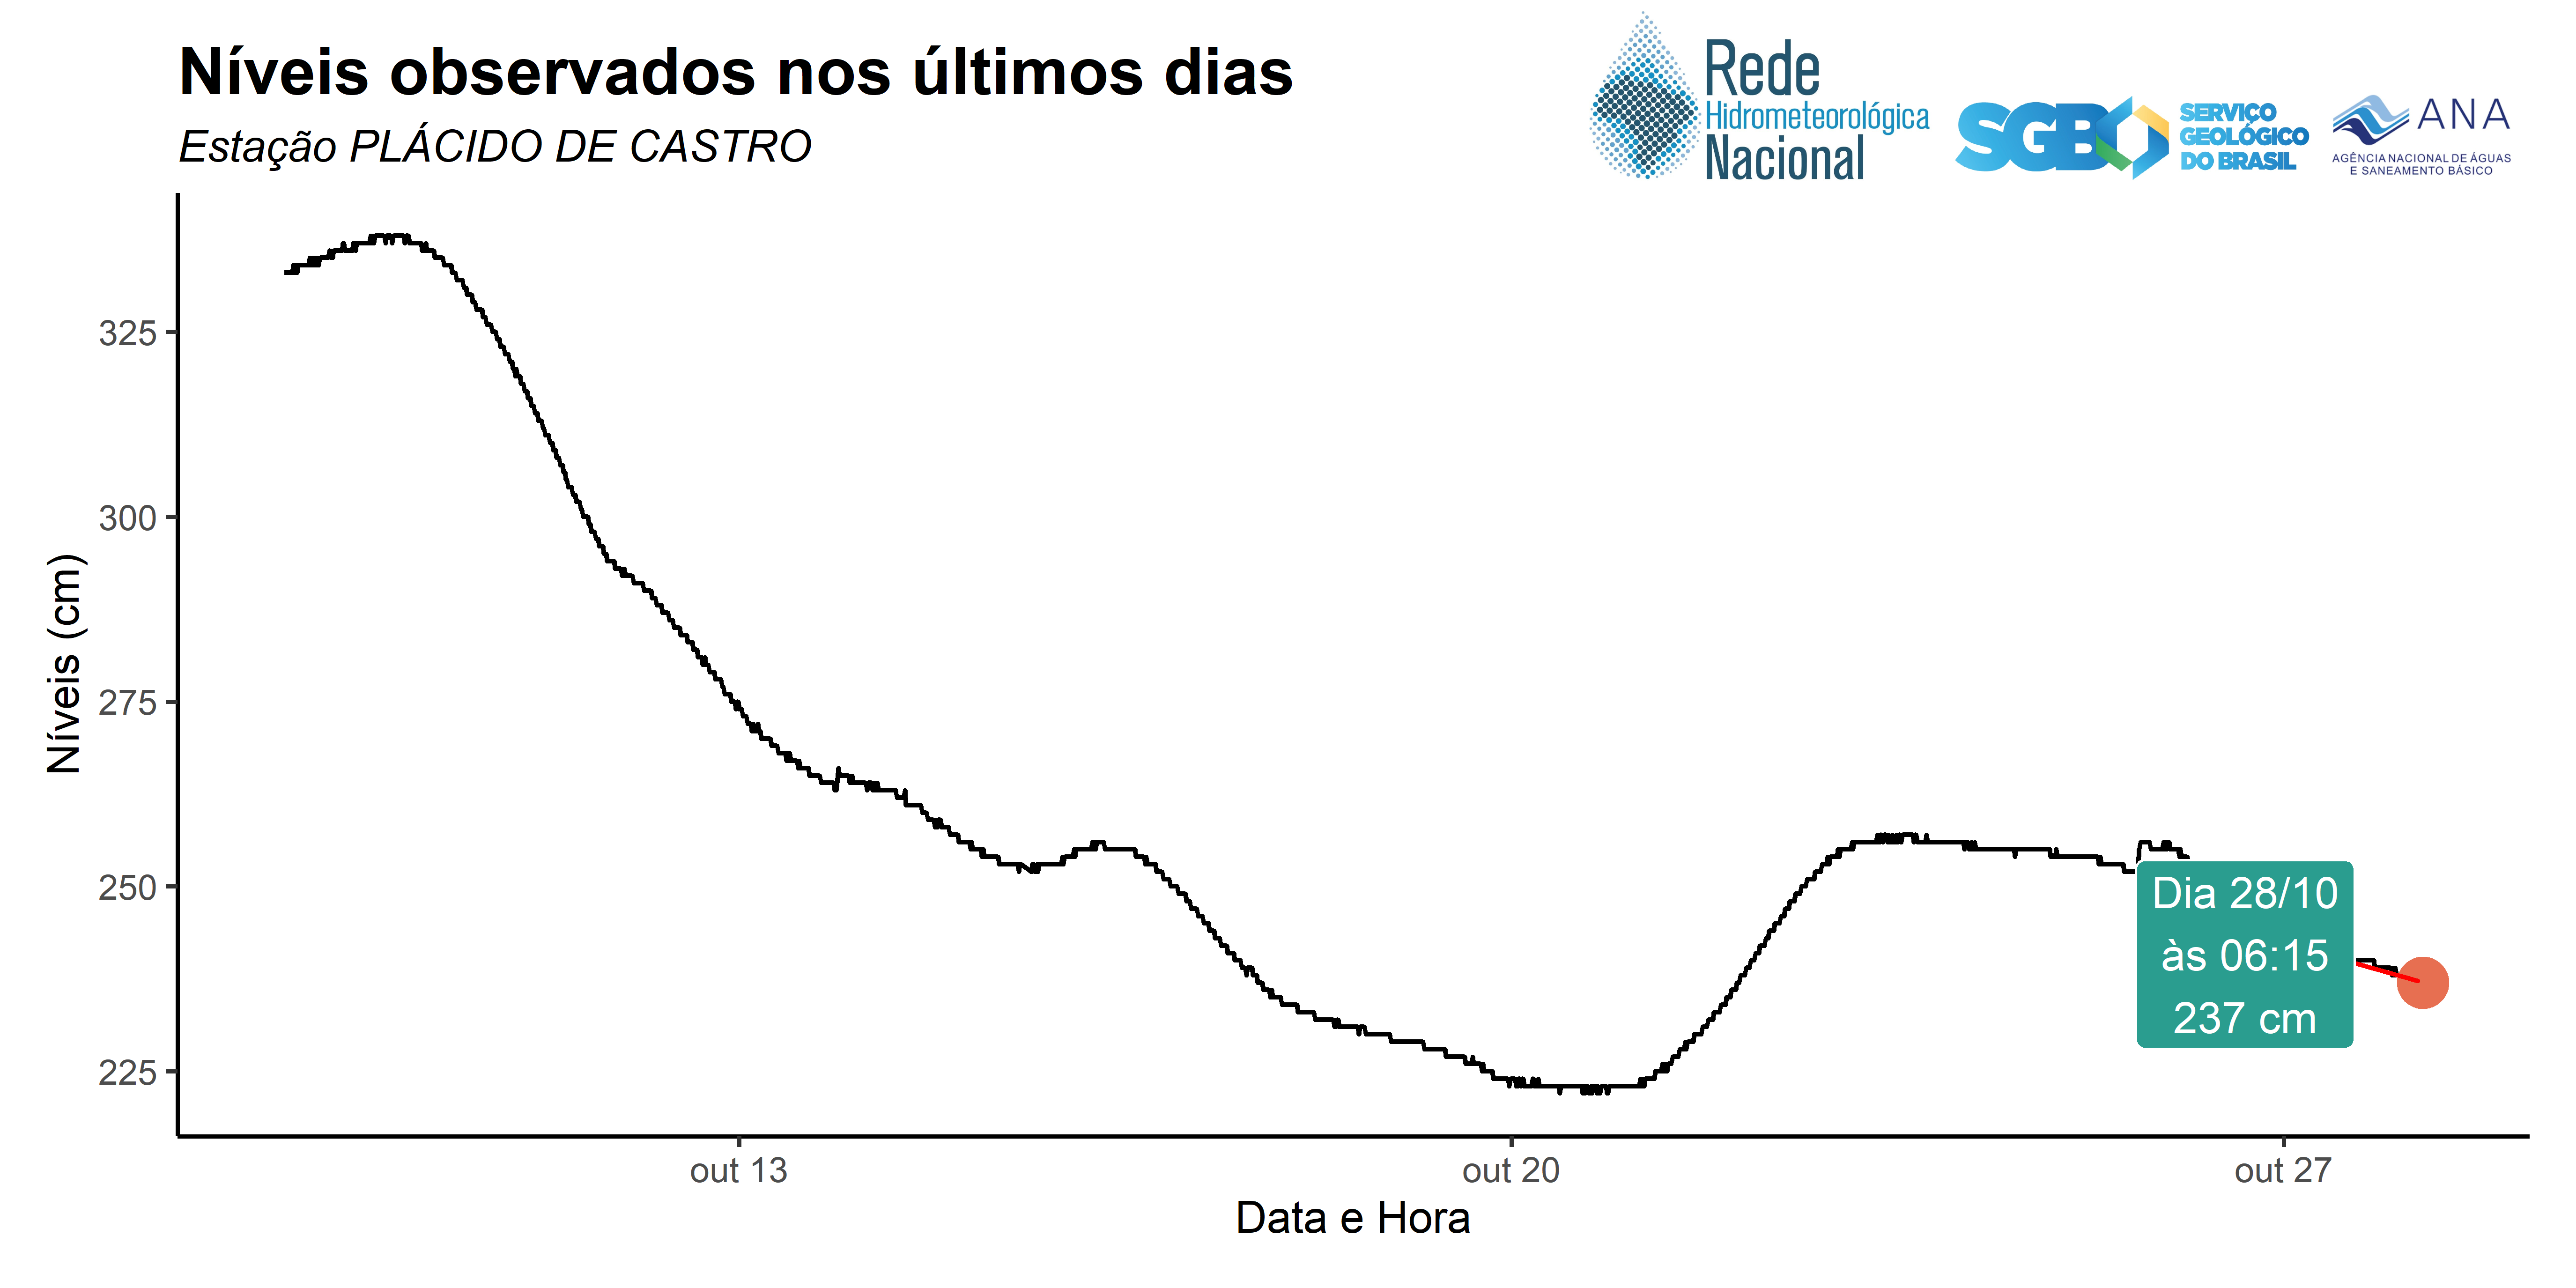 Níveis observados nos últimos dias
Estação PLÁCIDO DE CASTRO
Rede
Hidrometeorológica
Nacional
SGB
SERVIÇO
GEOLÓGICO
DO BRASIL
ANA
AGÊNCIA NACIONAL DE ÁGUAS
E SANEAMENTO BÁSICO
Níveis (cm)
325
300
275
250
225
Dia 28/10
às 06:15
237 cm
out 13
out 20
out 27
Data e Hora